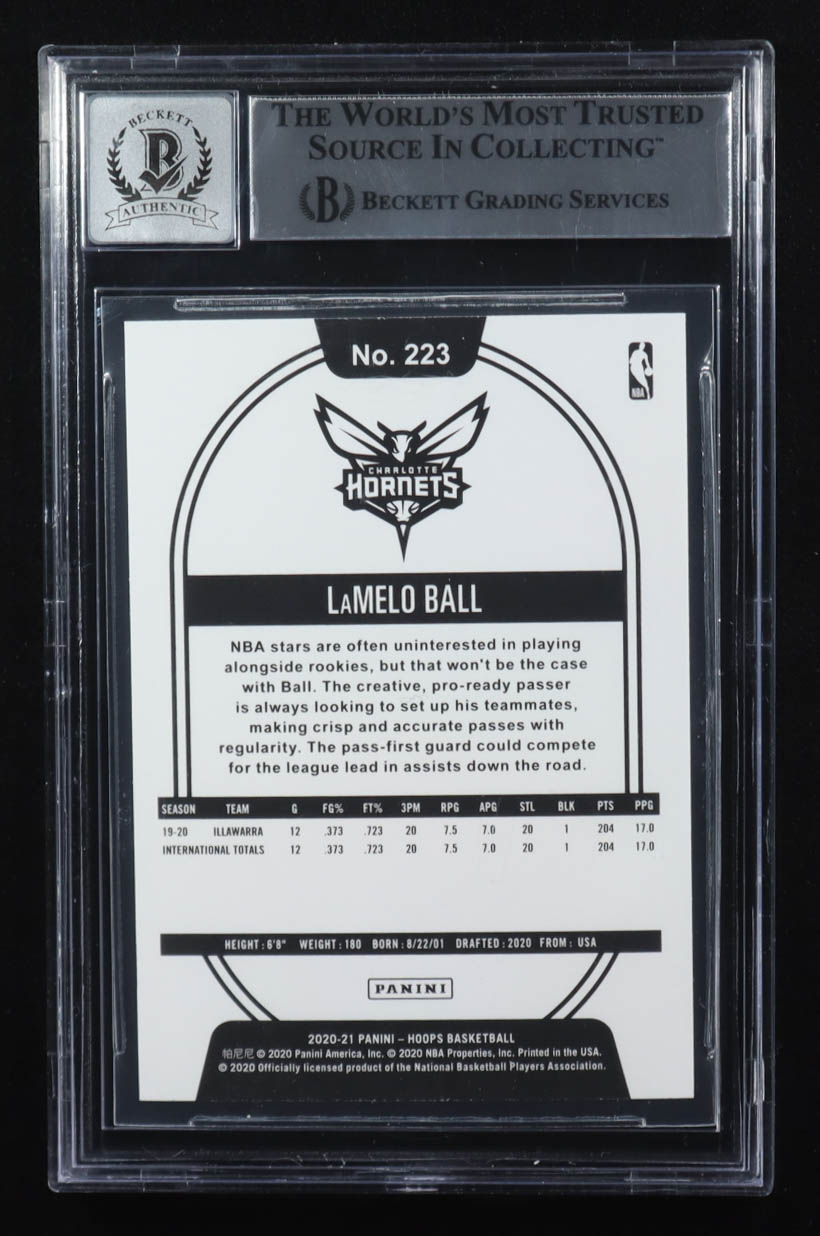 BECKETT
B
AUTHENTIC
THE WORLD'S MOST TRUSTED
SOURCE IN COLLECTING™
B BECKETT GRADING SERVICES
No. 223
NBA
CHARLOTTE
HORNETS
LaMELO BALL
NBA stars are often uninterested in playing
alongside rookies, but that won't be the case
with Ball. The creative, pro-ready passer
is always looking to set up his teammates,
making crisp and accurate passes with
regularity. The pass-first guard could compete
for the league lead in assists down the road.
SEASON TEAM G FG% FT% 3PM RPG APG STL BLK PTS PPG
19-20 ILLAWARRA 12 .373 .723 20 7.5 7.0 20 1 204 17.0
INTERNATIONAL TOTALS 12 .373 .723 20 7.5 7.0 20 1 204 17.0
HEIGHT: 6'8" WEIGHT: 180 BORN: 8/22/01 DRAFTED: 2020 FROM: USA
PANINI
2020-21 PANINI – HOOPS BASKETBALL
帕尼尼 © 2020 Panini America, Inc. © 2020 NBA Properties, Inc. Printed in the USA.
© 2020 Officially licensed product of the National Basketball Players Association.